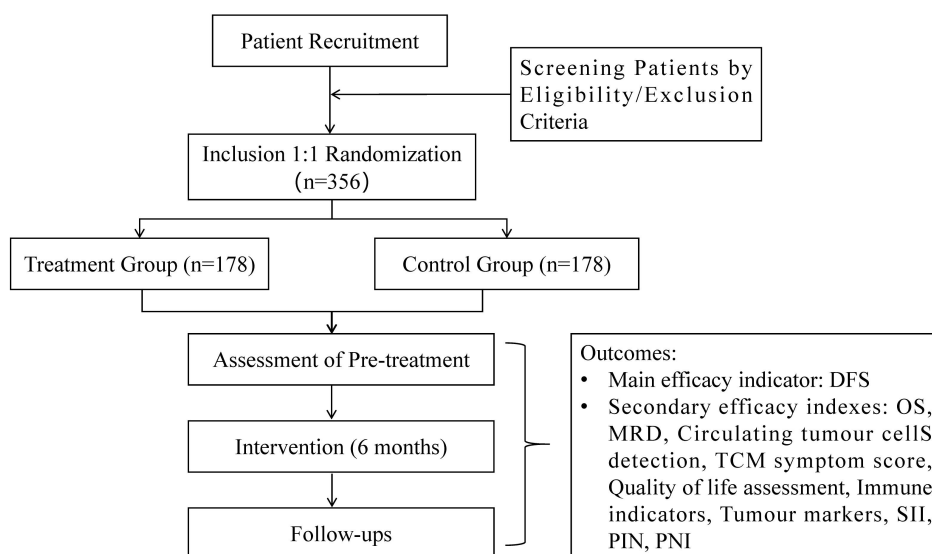 Patient Recruitment
Screening Patients by
Eligibility/Exclusion
Criteria
Inclusion 1:1 Randomization
(n=356)
Treatment Group (n=178)
Control Group (n=178)
Assessment of Pre-treatment
Intervention (6 months)
Follow-ups
Outcomes:
• Main efficacy indicator: DFS
• Secondary efficacy indexes: OS,
MRD, Circulating tumour cellS
detection, TCM symptom score,
Quality of life assessment, Immune
indicators, Tumour markers, SII,
PIN, PNI